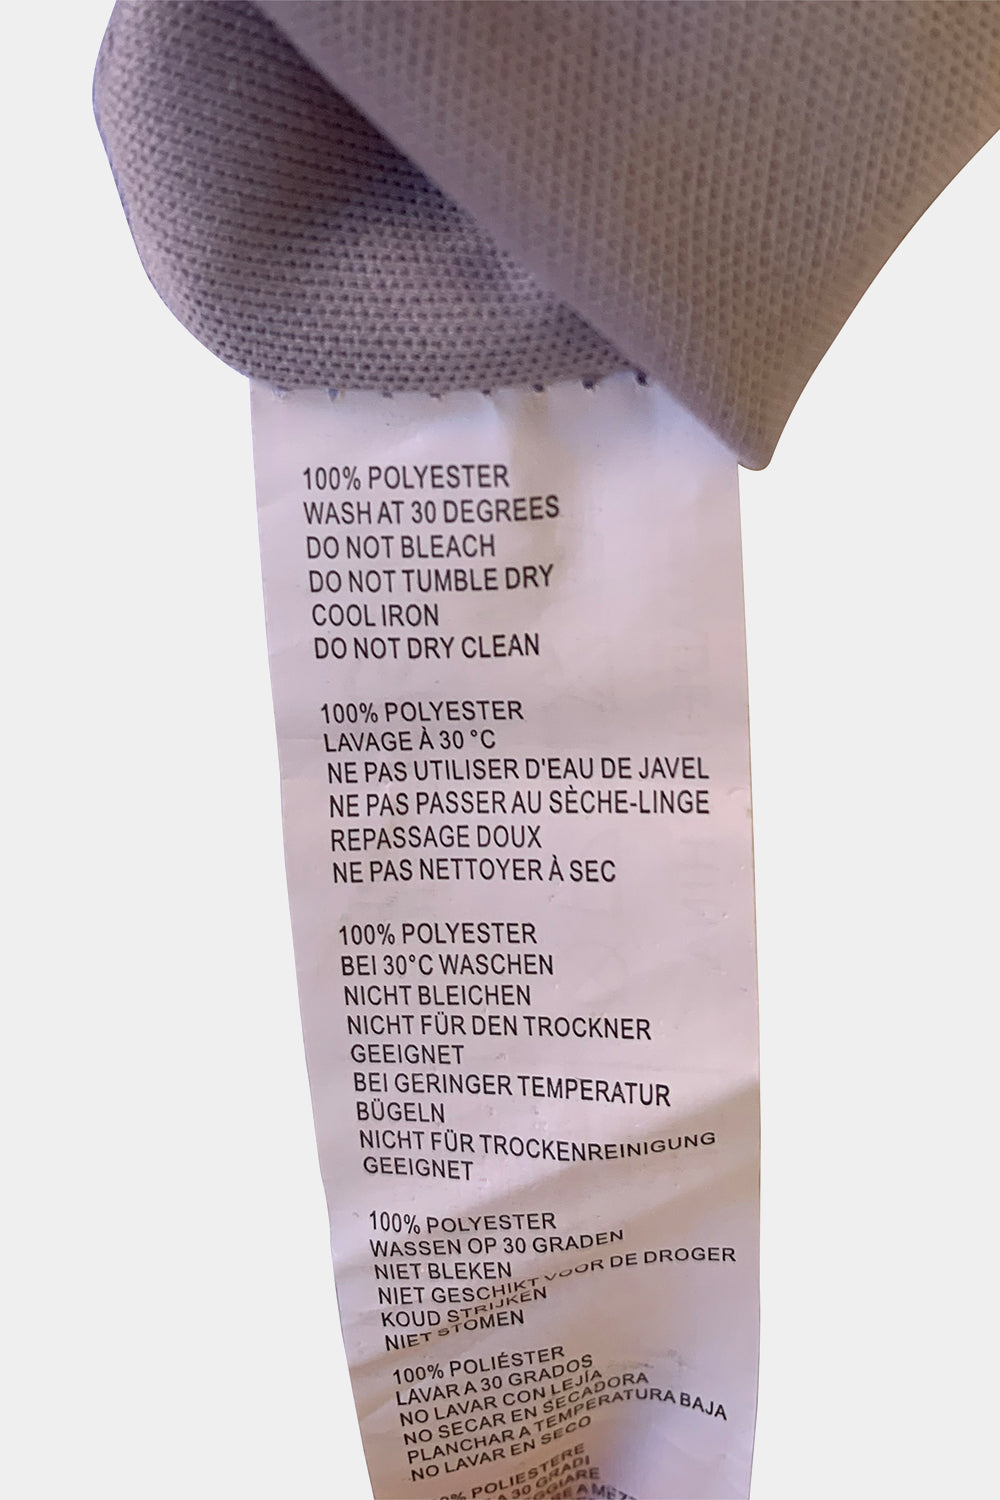 100% POLYESTER
WASH AT 30 DEGREES
DO NOT BLEACH
DO NOT TUMBLE DRY
COOL IRON
DO NOT DRY CLEAN
100% POLYESTER
LAVAGE À 30 °C
NE PAS UTILISER D'EAU DE JAVEL
NE PAS PASSER AU SÈCHE-LINGE
REPASSAGE DOUX
NE PAS NETTOYER À SEC
100% POLYESTER
BEI 30°C WASCHEN
NICHT BLEICHEN
NICHT FÜR DEN TROCKNER
GEEIGNET
BEI GERINGER TEMPERATUR
BÜGELN
NICHT FÜR TROCKENREINIGUNG
GEEIGNET
100% POLYESTER
WASSEN OP 30 GRADEN
NIET BLEKEN
NIET GESCHIKT VOOR DE DROGER
KOUD STRIJKEN
NIET STOMEN
100% POLIÉSTER
LAVAR A 30 GRADOS
NO LAVAR CON LEJÍA
NO SECAR EN SECADORA
PLANCHAR A TEMPERATURA BAJA
NO LAVAR EN SECO
POLIESTERE
A 30 GRADI